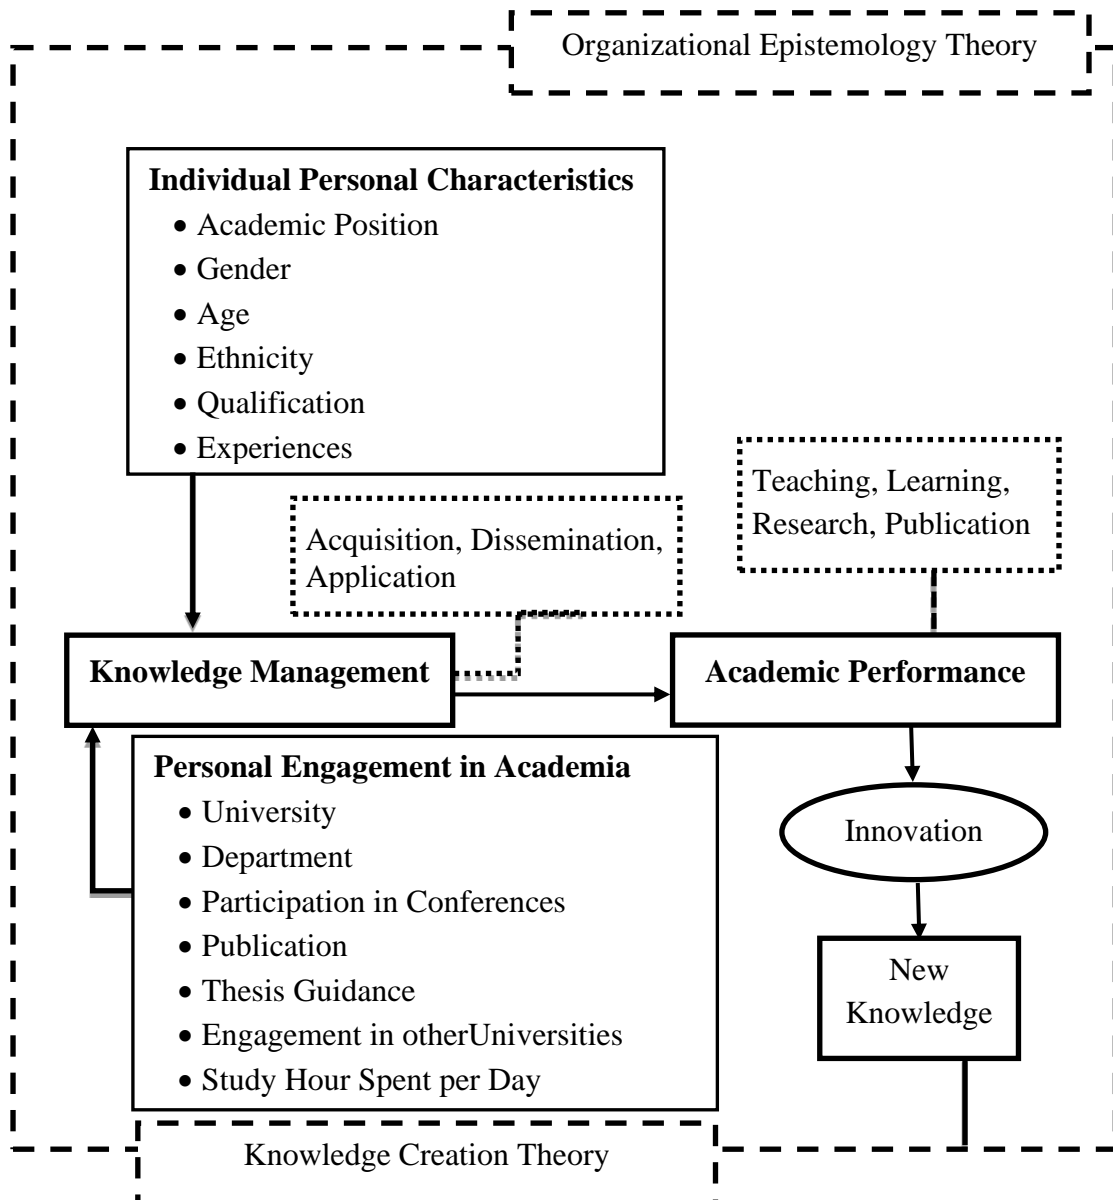 Organizational Epistemology Theory
Individual Personal Characteristics
• Academic Position
• Gender
• Age
• Ethnicity
• Qualification
• Experiences
Teaching, Learning,
Research, Publication
Acquisition, Dissemination,
Application
Knowledge Management
Academic Performance
Personal Engagement in Academia
• University
• Department
• Participation in Conferences
• Publication
• Thesis Guidance
• Engagement in otherUniversities
• Study Hour Spent per Day
Innovation
New
Knowledge
Knowledge Creation Theory